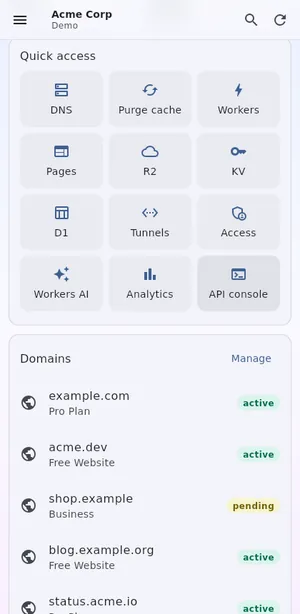 Acme Corp
Demo
Quick access
DNS
Purge cache
Workers
Pages
R2
KV
D1
Tunnels
Access
Workers AI
Analytics
API console
Domains
Manage
example.com
Pro Plan
active
acme.dev
Free Website
active
shop.example
Business
pending
blog.example.org
Free Website
active
status.acme.io
active